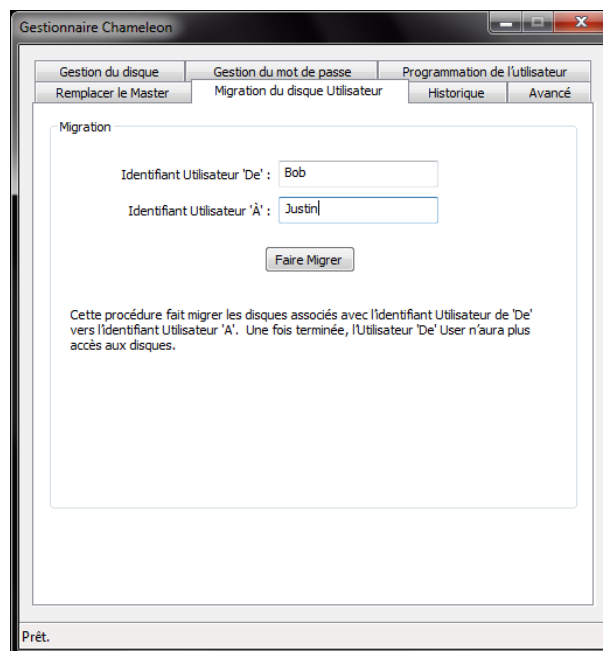 Gestionnaire Chameleon
Gestion du disque
Gestion du mot de passe
Programmation de l'utilisateur
Remplacer le Master
Migration du disque Utilisateur
Historique
Avancé
Migration
Identifiant Utilisateur 'De' : Bob
Identifiant Utilisateur 'À' : Justin
Faire Migrer
Cette procédure fait migrer les disques associés avec l'identifiant Utilisateur de 'De'
vers l'identifiant Utilisateur 'A'. Une fois terminée, l'Utilisateur 'De' User n'aura plus
accès aux disques.
Prêt.